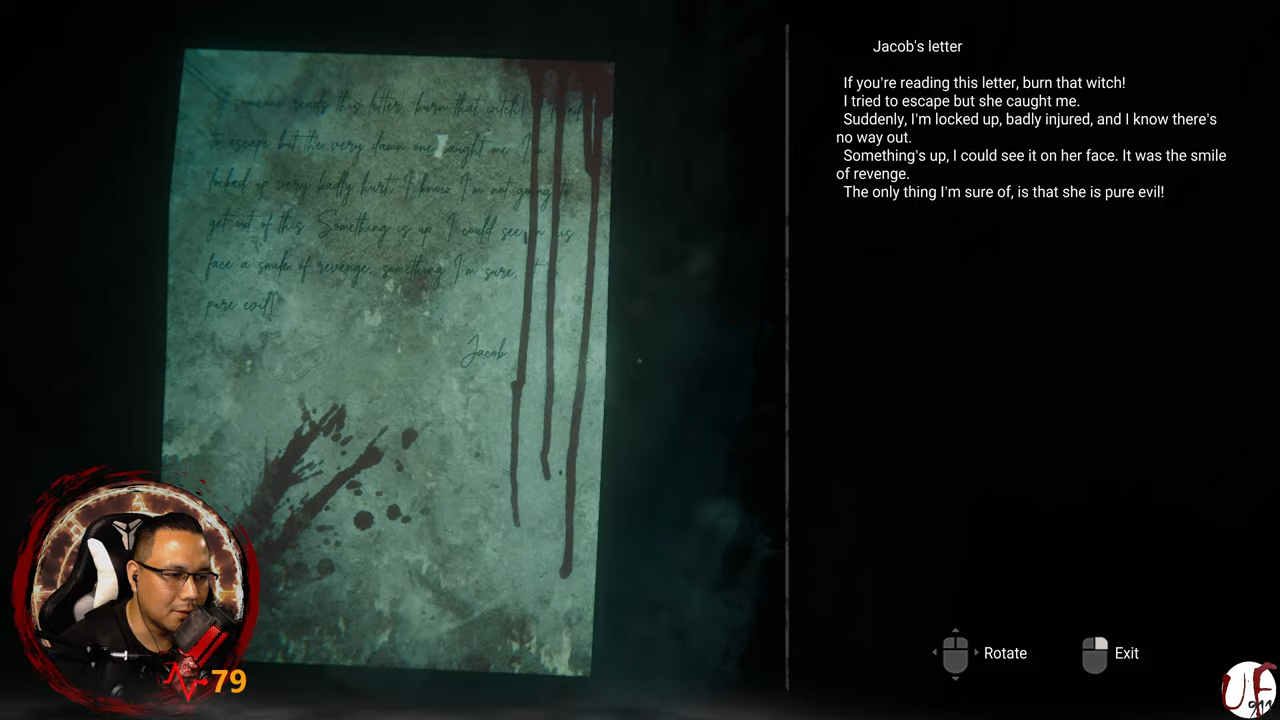 Jacob's letter
If you're reading this letter, burn that witch!
I tried to escape but she caught me.
Suddenly, I'm locked up, badly injured, and I know there's
no way out.
Something's up, I could see it on her face. It was the smile
of revenge.
The only thing I'm sure of, is that she is pure evil!
someone reads this letter, burn that witch!
escape but the very damn one caught me
locked up very badly hurt. I know I'm not going to
get out of this. Something is up, I could see
face a smile of revenge, something I'm sure,
pure evil!
Jacob
79
Rotate
Exit
UF
911